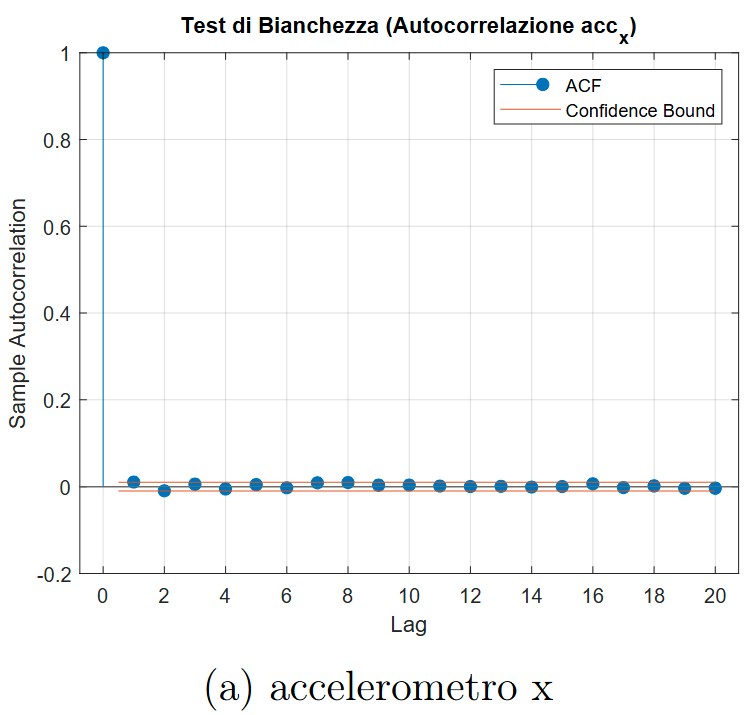 Test di Bianchezza (Autocorrelazione acc_x)
1
ACF
Confidence Bound
0.8
0.6
0.4
0.2
0
-0.2
Sample Autocorrelation
0 2 4 6 8 10 12 14 16 18 20
Lag
(a) accelerometro x